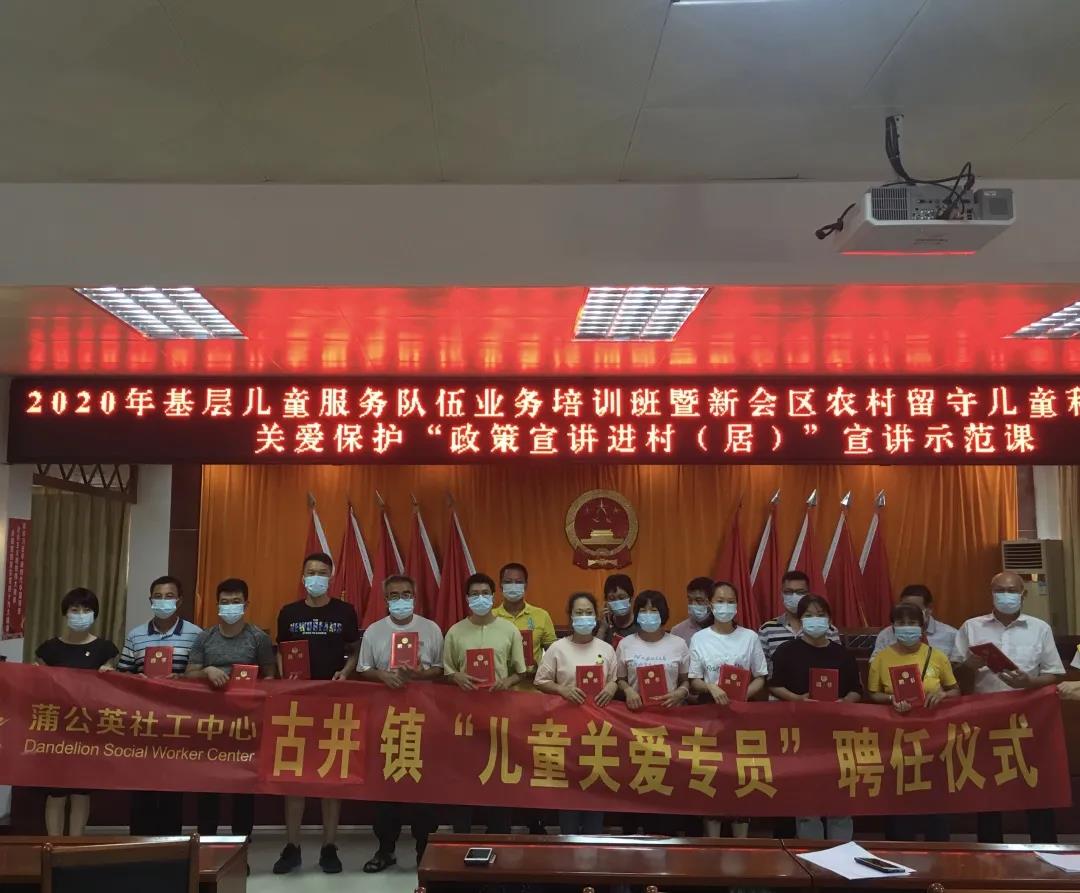 2020年基层儿童服务队伍业务培训班暨新会区农村留守儿童和
关爱保护“政策宣讲进村（居）”宣讲示范课
蒲公英社工中心
Dandelion Social Worker Center
古井镇“儿童关爱专员”聘任仪式